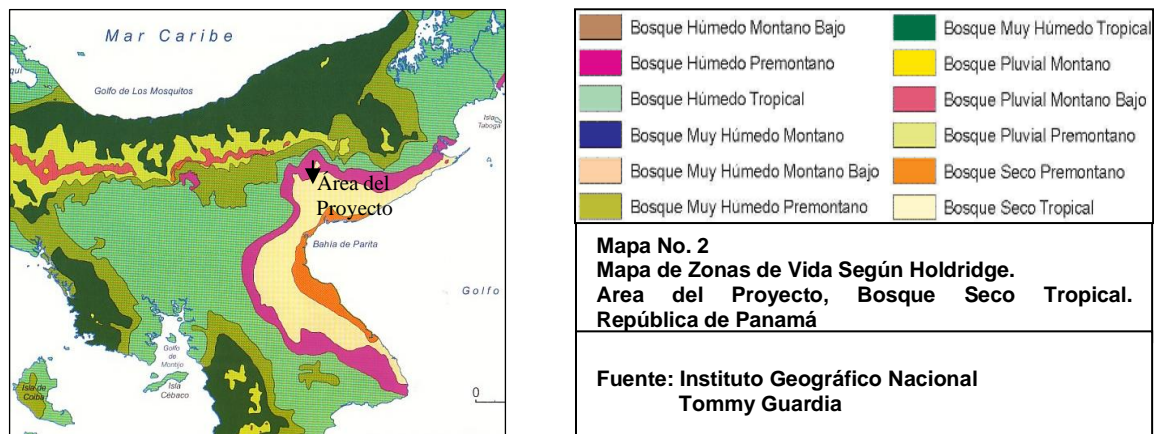 Mar Caribe
qui
Golfo de Los Mosquitos
Isla
Taboga
Área del
Proyecto
Bahía de Parita
Golfo
Golfo
de
Montijo
Isla
Cébaco
Isla de
Coiba
0
Bosque Húmedo Montano Bajo
Bosque Húmedo Premontano
Bosque Húmedo Tropical
Bosque Muy Húmedo Montano
Bosque Muy Húmedo Montano Bajo
Bosque Muy Húmedo Premontano
Bosque Muy Húmedo Tropical
Bosque Pluvial Montano
Bosque Pluvial Montano Bajo
Bosque Pluvial Premontano
Bosque Seco Premontano
Bosque Seco Tropical
Mapa No. 2
Mapa de Zonas de Vida Según Holdridge.
Area del Proyecto, Bosque Seco Tropical.
República de Panamá
Fuente: Instituto Geográfico Nacional
Tommy Guardia